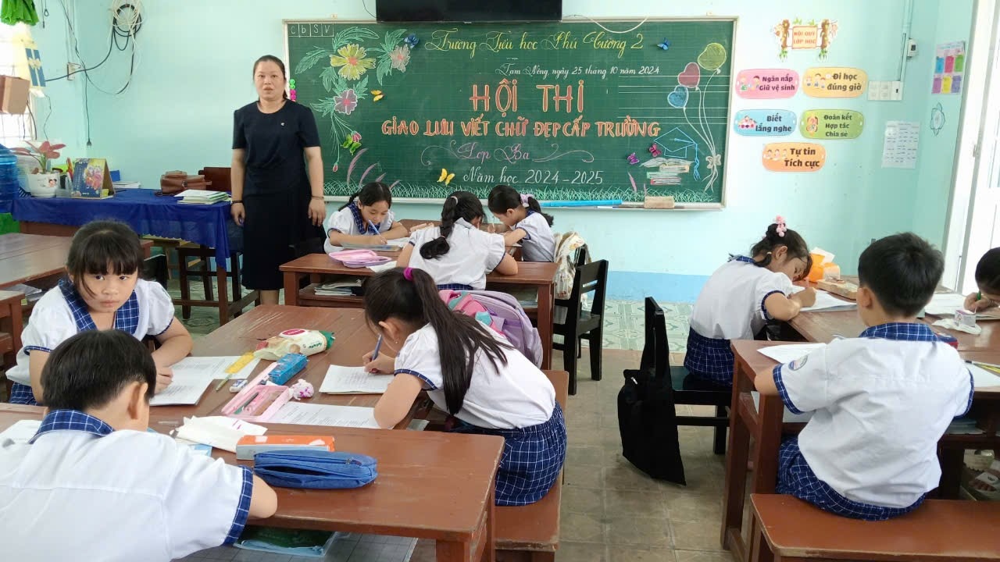 C b S V
Trường Tiểu học Phú Cường 2
Tam Nông, ngày 25 tháng 10 năm 2024
HỘI THI
GIAO LƯU VIẾT CHỮ ĐẸP CẤP TRƯỜNG
Lớp Ba
Năm học 2024-2025
NỘI QUY
LỚP HỌC
Ngăn nắp
Giữ vệ sinh
Đi học
đúng giờ
Biết
lắng nghe
Đoàn kết
Hợp tác
Chia sẻ
Tự tin
Tích cực